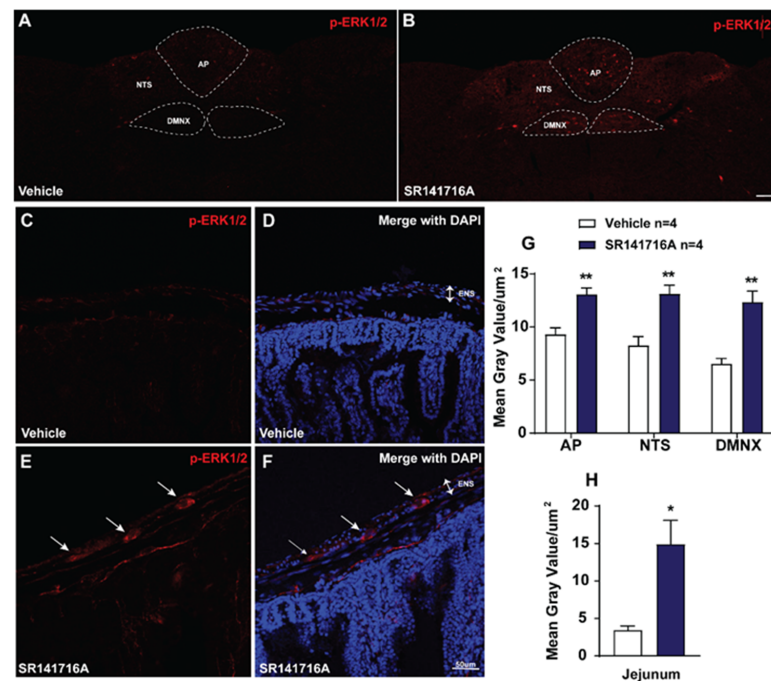 A
p-ERK1/2
AP
NTS
DMNX
Vehicle
B
p-ERK1/2
AP
NTS
DMNX
SR141716A
C
p-ERK1/2
Vehicle
D
Merge with DAPI
ENS
Vehicle
E
p-ERK1/2
SR141716A
F
Merge with DAPI
ENS
SR141716A
50um
G
Vehicle n=4
SR141716A n=4
Mean Gray Value/um²
15
10
5
0
**
**
**
AP NTS DMNX
H
Mean Gray Value/um²
20
15
10
5
0
*
Jejunum